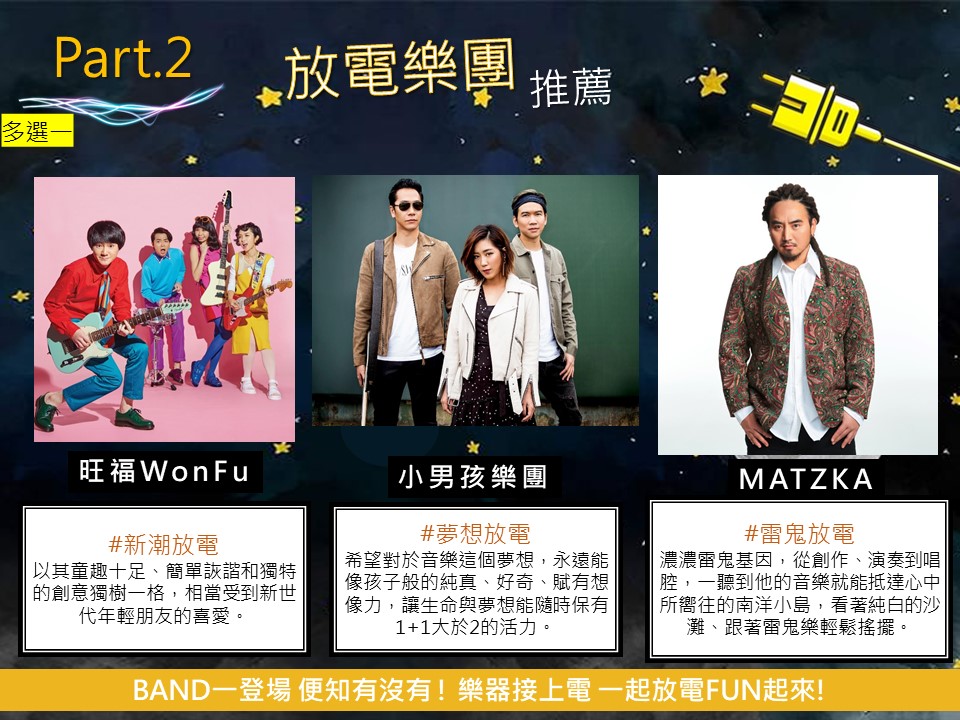 Part.2
放電樂團 推薦
多選一
旺福WonFu
小男孩樂團
MATZKA
#新潮放電
以其童趣十足、簡單詼諧和獨特
的創意獨樹一格，相當受到新世
代年輕朋友的喜愛。
#夢想放電
希望對於音樂這個夢想，永遠能
像孩子般的純真、好奇、賦有想
像力，讓生命與夢想能隨時保有
1+1大於2的活力。
#雷鬼放電
濃濃雷鬼基因，從創作、演奏到唱
腔，一聽到他的音樂就能抵達心中
所嚮往的南洋小島，看著純白的沙
灘、跟著雷鬼樂輕鬆搖擺。
BAND一登場 便知有沒有！樂器接上電 一起放電FUN起來!